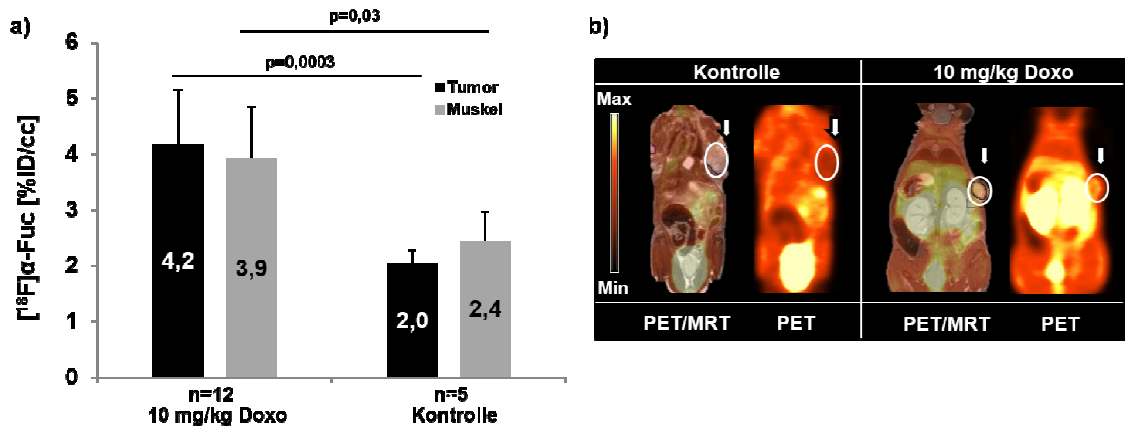 a)
p=0,03
p=0,0003
6
5
4
3
2
1
0
[¹⁸F]α-Fuc [%ID/cc]
Tumor
Muskel
4,2
3,9
2,0
2,4
n=12
n=5
10 mg/kg Doxo
Kontrolle
b)
Kontrolle
10 mg/kg Doxo
Max
Min
PET/MRT
PET
PET/MRT
PET